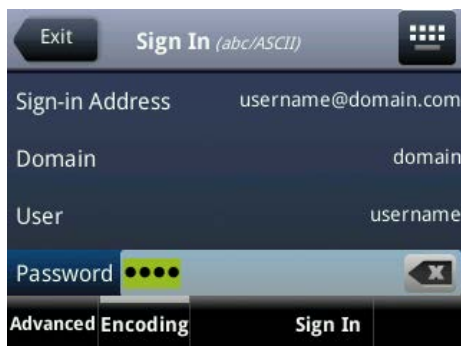 Exit Sign In (abc/ASCII)
Sign-in Address username@domain.com
Domain domain
User username
Password ••••
Advanced Encoding Sign In